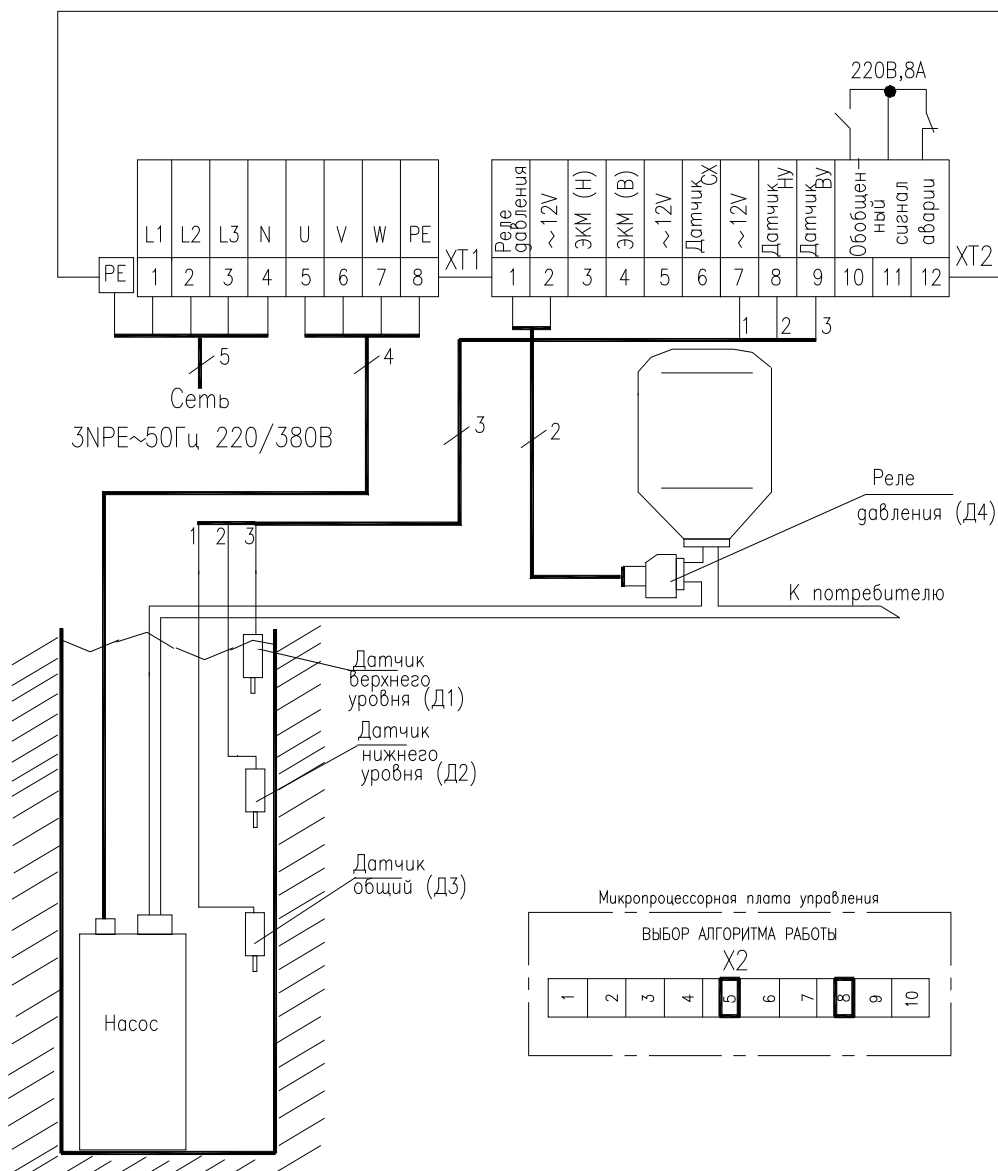 220В,8А
L1 L2 L3 N U V W PE
Реле
давления
~12V
ЭКМ (Н)
ЭКМ (В)
~12V
Датчик
СХ
~12V
Датчик
Ну
Датчик
Ву
Обобщен
ный
сигнал
аварии
PE 1 2 3 4 5 6 7 8 XT1 1 2 3 4 5 6 7 8 9 10 11 12 XT2
1 2 3
5
4
Сеть
3NPE~50Гц 220/380В
3
2
Реле
давления (Д4)
1 2 3
К потребителю
Датчик
верхнего
уровня (Д1)
Датчик
нижнего
уровня (Д2)
Датчик
общий (Д3)
Насос
Микропроцессорная плата управления
ВЫБОР АЛГОРИТМА РАБОТЫ
X2
1 2 3 4 5 6 7 8 9 10